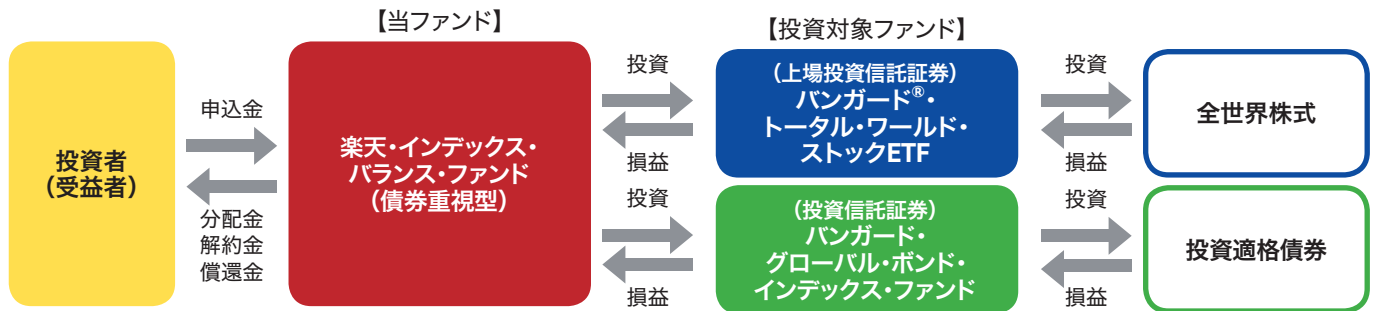 【当ファンド】
【投資対象ファンド】
投資者
(受益者)
申込金
分配金
解約金
償還金
楽天・インデックス・
バランス・ファンド
(債券重視型)
投資
損益
投資
損益
(上場投資信託証券)
バンガード®・
トータル・ワールド・
ストックETF
(投資信託証券)
バンガード・
グローバル・ボンド・
インデックス・ファンド
投資
損益
投資
損益
全世界株式
投資適格債券